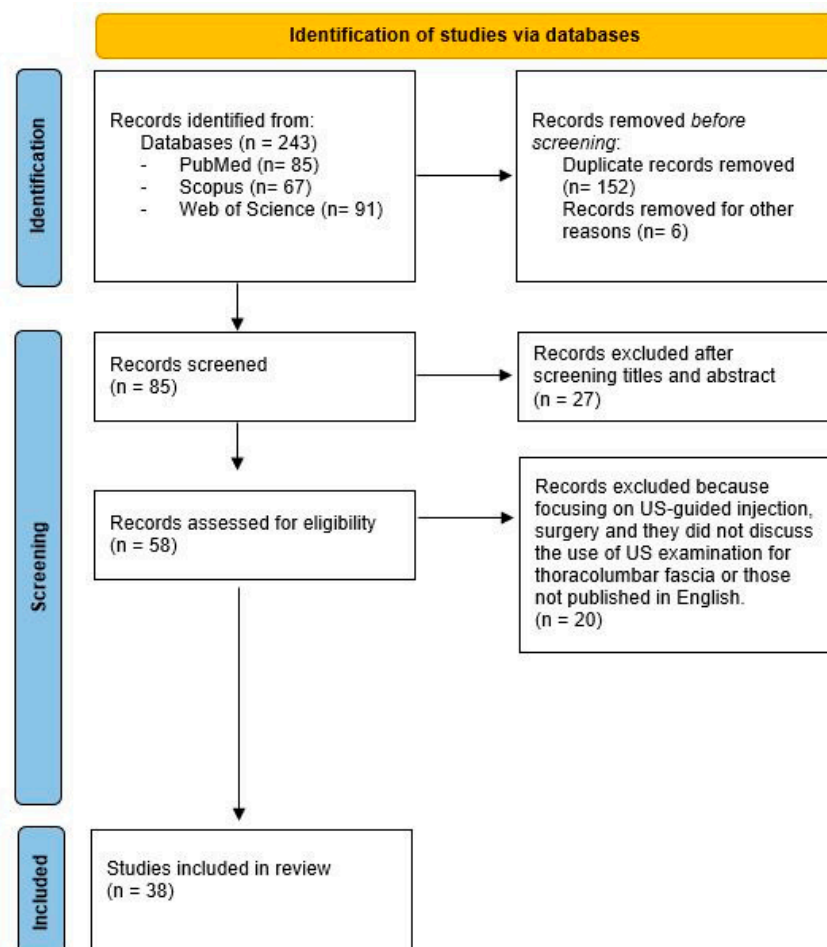 Identification of studies via databases
Identification
Records identified from:
Databases (n = 243)
- PubMed (n= 85)
- Scopus (n= 67)
- Web of Science (n= 91)
Records removed before
screening:
Duplicate records removed
(n= 152)
Records removed for other
reasons (n= 6)
Screening
Records screened
(n = 85)
Records excluded after
screening titles and abstract
(n = 27)
Records assessed for eligibility
(n = 58)
Records excluded because
focusing on US-guided injection,
surgery and they did not discuss
the use of US examination for
thoracolumbar fascia or those
not published in English.
(n = 20)
Included
Studies included in review
(n = 38)